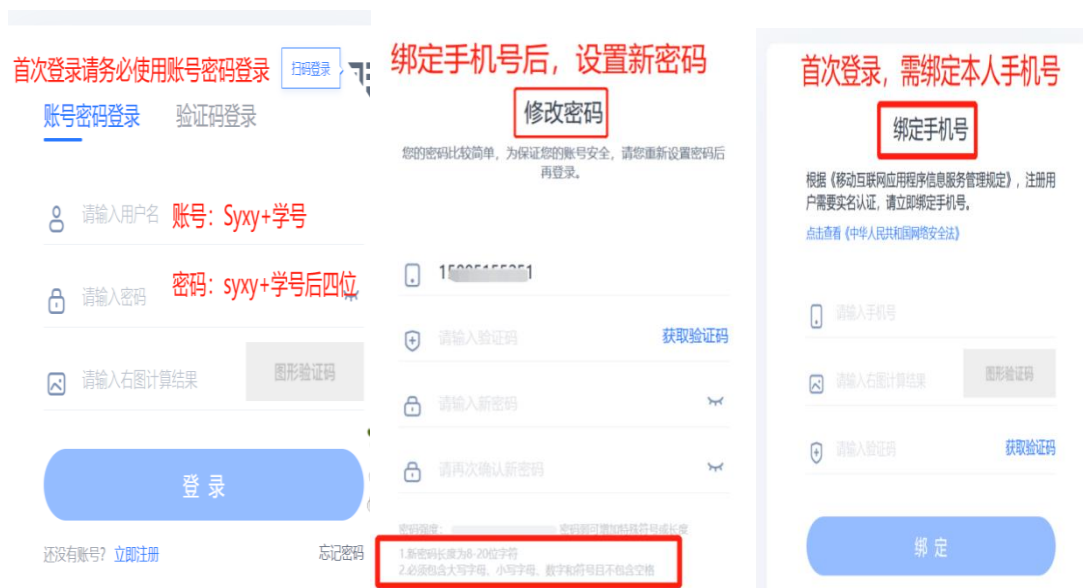 首次登录请务必使用账号密码登录
扫码登录
账号密码登录 验证码登录
请输入用户名 账号：Syxy+学号
请输入密码 密码：syxy+学号后四位
请输入右图计算结果 图形验证码
登 录
还没有账号？ 立即注册 忘记密码
绑定手机号后，设置新密码
修改密码
您的密码比较简单，为保证您的账号安全，请您重新设置密码后
再登录。
请输入验证码 获取验证码
请输入新密码
请再次确认新密码
密码强度： 密码到可增加特殊符号或长度
1.新密码长度为8-20位字符
2.必须包含大写字母、小写字母、数字和符号且不包含空格
首次登录，需绑定本人手机号
绑定手机号
根据《移动互联网应用程序信息服务管理规定》，注册用
户需要实名认证，请立即绑定手机号。
点击查看《中华人民共和国网络安全法》
请输入手机号
请输入右图计算结果 图形验证码
请输入验证码 获取验证码
绑 定